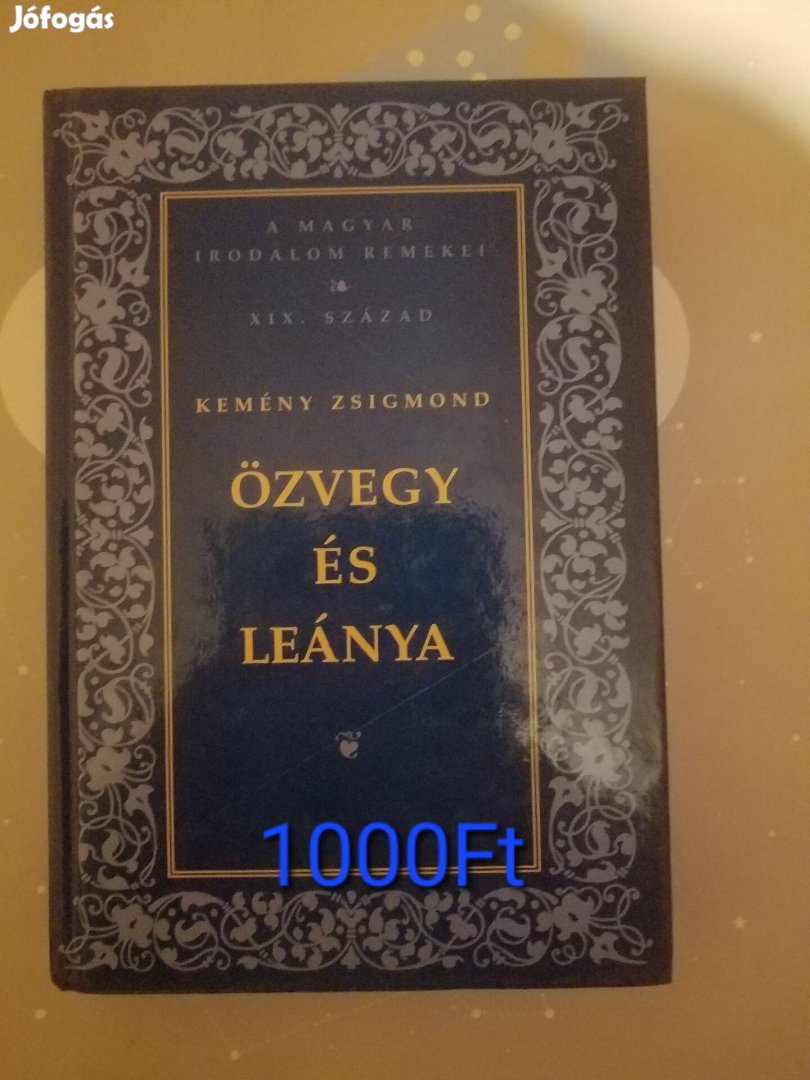 Jófogás
A MAGYAR
IRODALOM REMEKEI
XIX. SZÁZAD
KEMÉNY ZSIGMOND
ÖZVEGY
ÉS
LEÁNYA
1000Ft